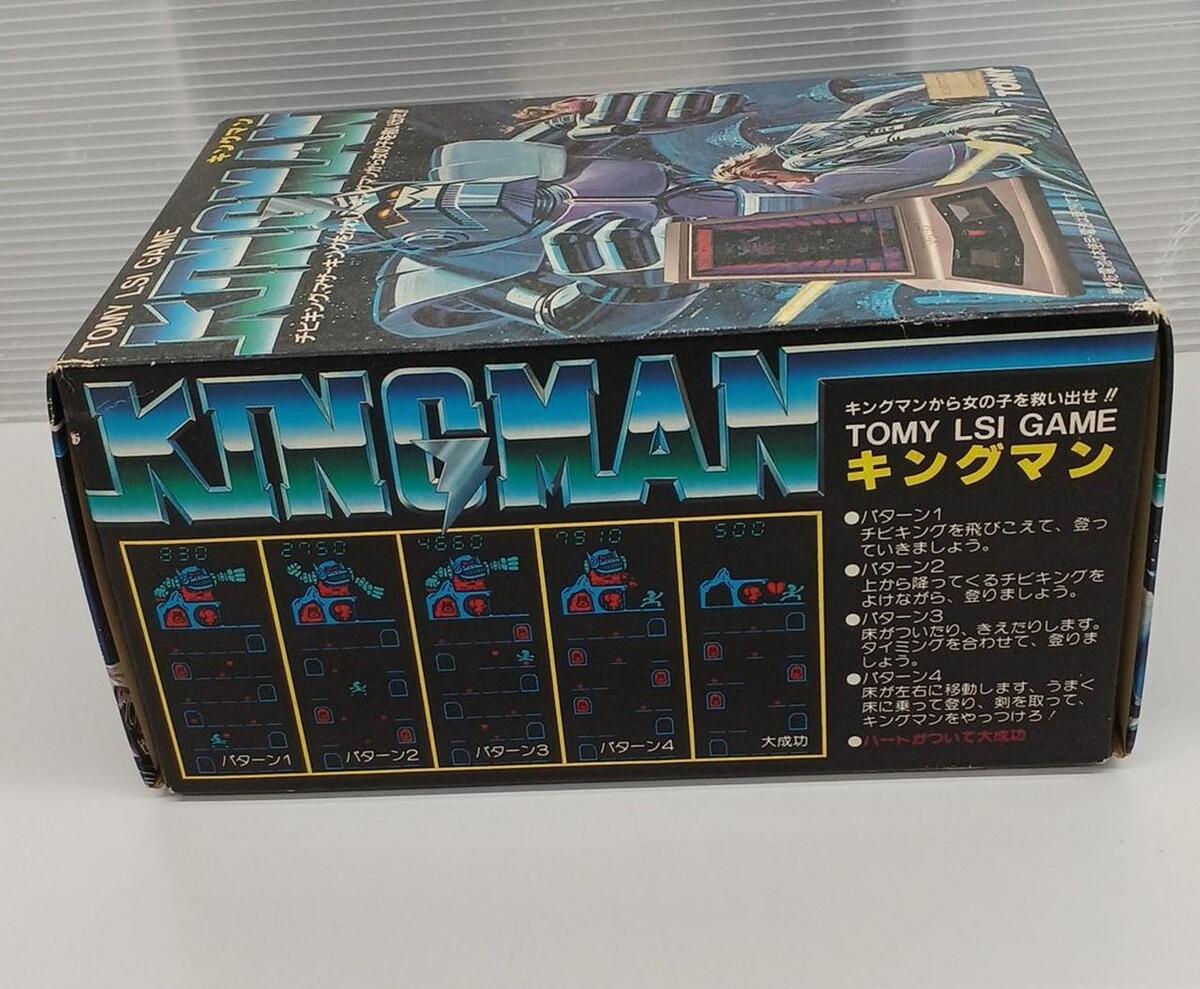 キングマン
KINGMAN
TOMY LSI GAME
TOMY
KINGMAN
キングマンから女の子を救い出せ!!
TOMY LSI GAME
キングマン
●パターン1
チビキングを飛びこえて、登っ
ていきましょう。
●パターン2
上から降ってくるチビキングを
よけながら、登りましょう。
●パターン3
床がついたり、きえたりします。
タイミングを合わせて、登りま
しょう。
●パターン4
床が左右に移動します、うまく
床に乗って登り、剣を取って、
キングマンをやっつけろ!
●ハートがついて大成功
830
2750
4660
7810
500
パターン1
パターン2
パターン3
パターン4
大成功